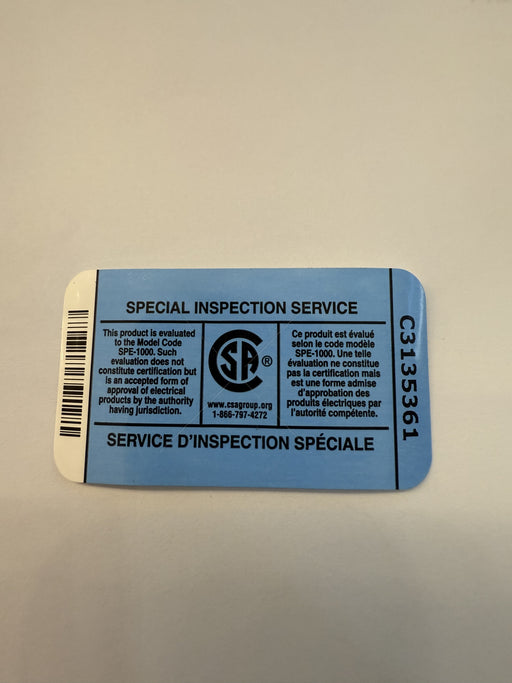 SPECIAL INSPECTION SERVICE
This product is evaluated
to the Model Code
SPE-1000. Such
evaluation does not
constitute certification but
is an accepted form of
approval of electrical
products by the authority
having jurisdiction.
CSA®
www.csagroup.org
1-866-797-4272
Ce produit est évalué
selon le code modèle
SPE-1000. Une telle
évaluation ne constitue
pas la certification mais
est une forme admise
d'approbation des
produits électriques par
l'autorité compétente.
SERVICE D'INSPECTION SPÉCIALE
C3135361